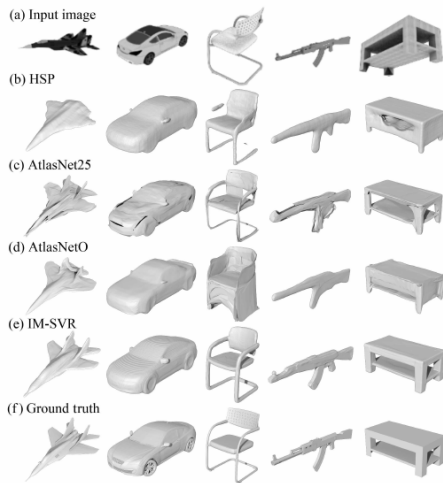 (a) Input image
(b) HSP
(c) AtlasNet25
(d) AtlasNetO
(e) IM-SVR
(f) Ground truth